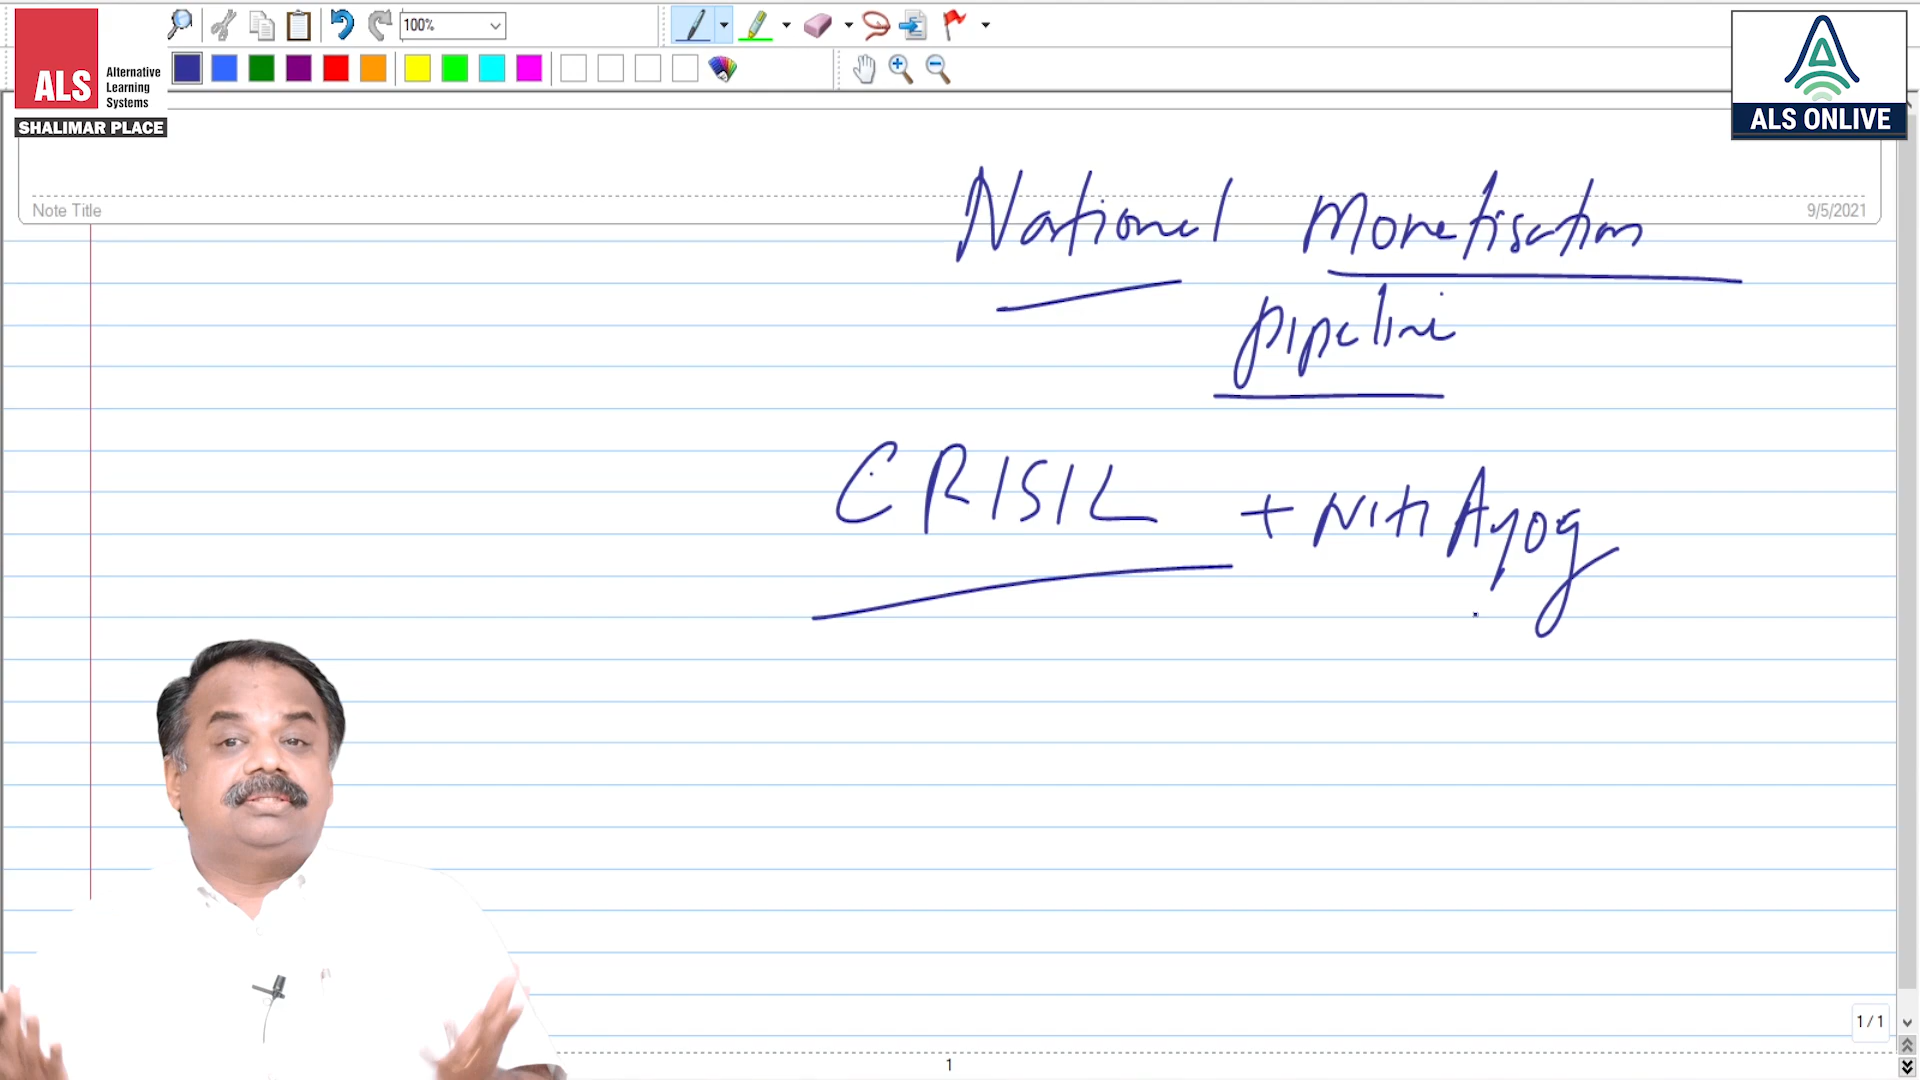 100%
ALS
Alternative
Learning
Systems
SHALIMAR PLACE
ALS ONLIVE
Note Title
9/5/2021
National Monetisation
pipeline
CRISIL + Niti Ayog
1/1
1